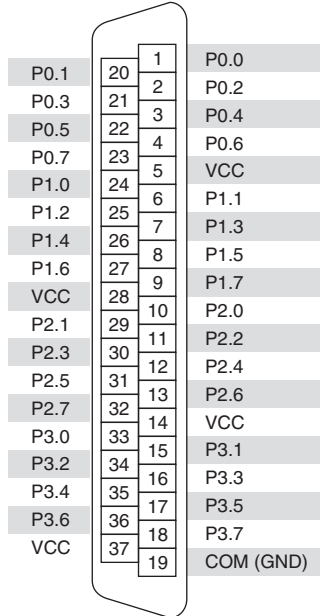 1 P0.0
P0.1 20
2 P0.2
P0.3 21
3 P0.4
P0.5 22
4 P0.6
P0.7 23
5 VCC
P1.0 24
6 P1.1
P1.2 25
7 P1.3
P1.4 26
8 P1.5
P1.6 27
9 P1.7
VCC 28
10 P2.0
P2.1 29
11 P2.2
P2.3 30
12 P2.4
P2.5 31
13 P2.6
P2.7 32
14 VCC
P3.0 33
15 P3.1
P3.2 34
16 P3.3
P3.4 35
17 P3.5
P3.6 36
18 P3.7
VCC 37
19 COM (GND)